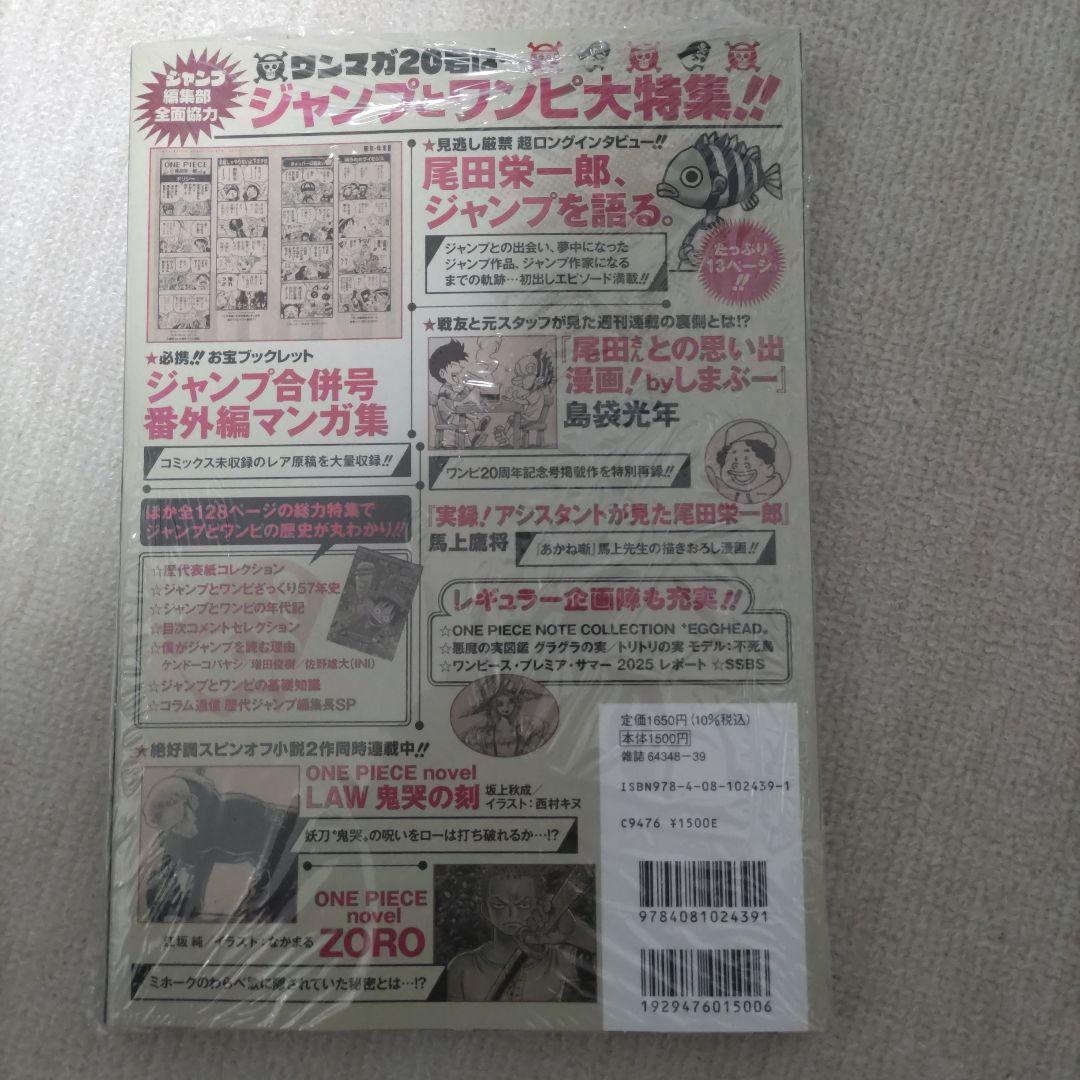 ジャンプ
編集部
全面協力
ワンマガ20号は
ジャンプとワンピ大特集!!
ONE PIECE
★見逃し厳禁 超ロングインタビュー!!
尾田栄一郎、
ジャンプを語る。
ジャンプとの出会い、夢中になった
ジャンプ作品、ジャンプ作家になる
までの軌跡…初出しエピソード満載!!
たっぷり
13ページ
!!
★必携!! お宝ブックレット
ジャンプ合併号
番外編マンガ集
コミックス未収録のレア原稿を大量収録!!
★戦友と元スタッフが見た週刊連載の裏側とは!?
『尾田さんとの思い出
漫画!byしまぶー』
島袋光年
ワンピ20周年記念号掲載作を特別再録!!
『実録!アシスタントが見た尾田栄一郎』
馬上鷹将
『あかね噺』馬上先生の描きおろし漫画!!
ほか全128ページの総力特集で
ジャンプとワンピの歴史が丸わかり!!
☆歴代表紙コレクション
☆ジャンプとワンピざっくり57年史
☆ジャンプとワンピの年代記
☆目次コメントセレクション
☆僕がジャンプを読む理由
ケンドーコバヤシ/増田俊樹/佐野雄大(INI)
☆ジャンプとワンピの基礎知識
☆コラム通信 歴代ジャンプ編集長SP
レギュラー企画陣も充実!!
☆ONE PIECE NOTE COLLECTION “EGGHEAD”
☆悪魔の実図鑑 グラグラの実/トリトリの実 モデル:不死鳥
☆ワンピース・プレミア・サマー 2025 レポート ☆SSBS
★絶好調スピンオフ小説2作同時連載中!!
ONE PIECE novel
LAW 鬼哭の刻
坂上秋成/
イラスト:西村キヌ
妖刀“鬼哭”の呪いをローは打ち破れるか…!?
ONE PIECE
novel
ZORO
江坂 純/イラスト:なかまる
ミホークのわらべ歌に隠されていた秘密とは…!?
定価1650円(10%税込)
本体1500円
雑誌 64348-39
ISBN978-4-08-102439-1
C9476 ¥1500E
9784081024391
1929476015006